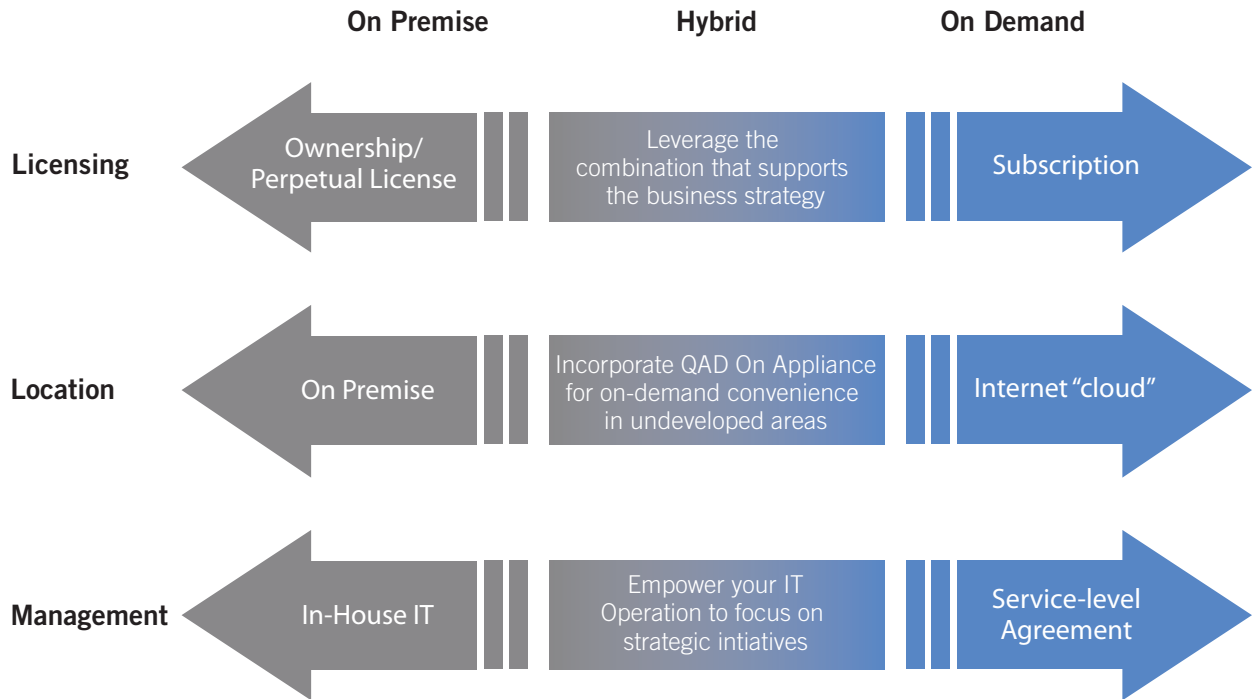 On Premise
Hybrid
On Demand
Licensing
Ownership/
Perpetual License
Leverage the
combination that supports
the business strategy
Subscription
Location
On Premise
Incorporate QAD On Appliance
for on-demand convenience
in undeveloped areas
Internet “cloud”
Management
In-House IT
Empower your IT
Operation to focus on
strategic intiatives
Service-level
Agreement